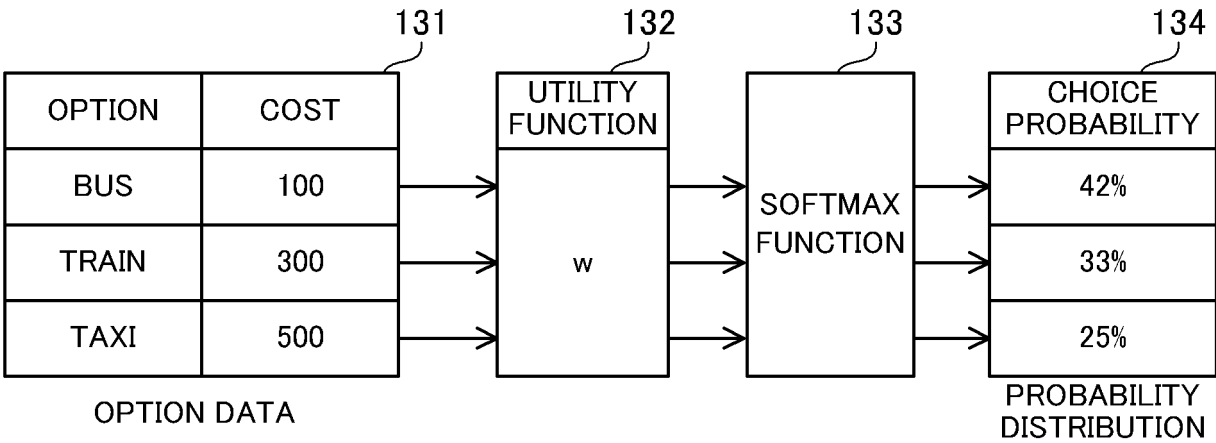 131
132
133
134
OPTION
COST
UTILITY
FUNCTION
CHOICE
PROBABILITY
BUS
100
42%
SOFTMAX
FUNCTION
TRAIN
300
w
33%
TAXI
500
25%
OPTION DATA
PROBABILITY
DISTRIBUTION